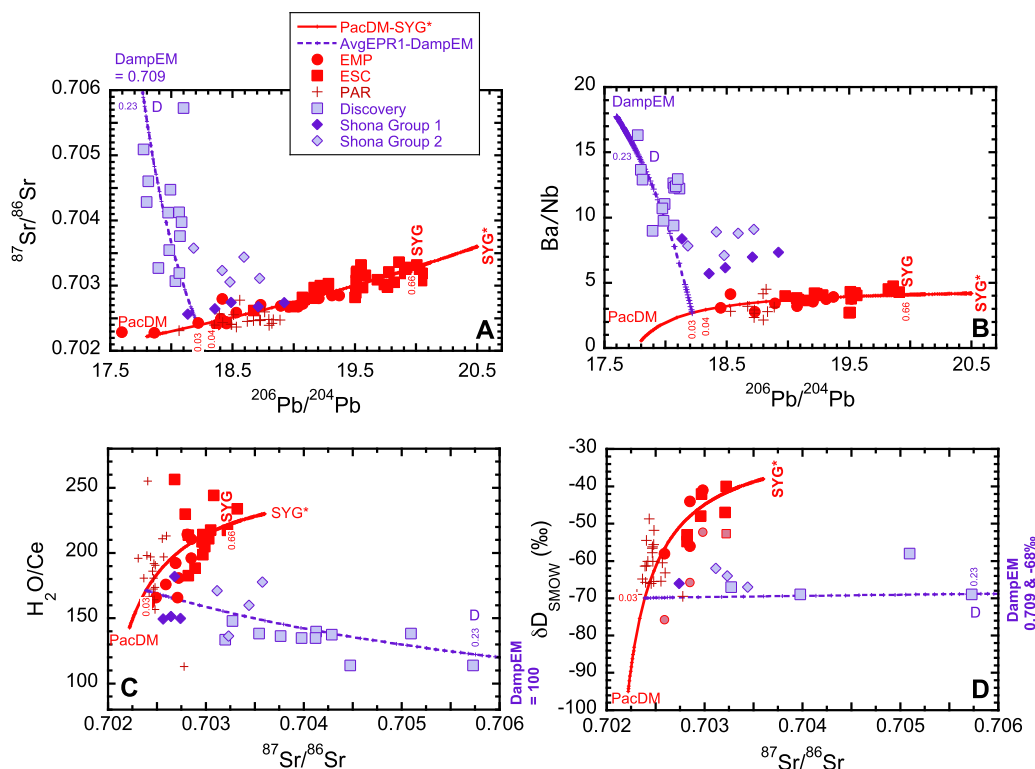 PacDM-SYG*
AvgEPR1-DampEM
EMP
ESC
PAR
Discovery
Shona Group 1
Shona Group 2
DampEM
= 0.709
0.23
D
0.706
0.705
0.704
0.703
0.702
⁸⁷Sr/⁸⁶Sr
PacDM
0.03
0.04
SYG
0.66
SYG*
A
17.5
18.5
19.5
20.5
²⁰⁶Pb/²⁰⁴Pb
20
15
10
5
0
Ba/Nb
DampEM
0.23
D
PacDM
0.03
0.04
SYG
0.66
SYG*
B
17.5
18.5
19.5
20.5
²⁰⁶Pb/²⁰⁴Pb
250
200
150
100
H₂O/Ce
SYG
SYG*
0.66
0.03
PacDM
D
0.23
C
DampEM
= 100
0.702
0.703
0.704
0.705
0.706
⁸⁷Sr/⁸⁶Sr
-30
-40
-50
-60
-70
-80
-90
-100
δD_SMOW (‰)
SYG*
0.03
PacDM
0.23
D
D
DampEM
0.709 & -68‰
0.702
0.703
0.704
0.705
0.706
⁸⁷Sr/⁸⁶Sr